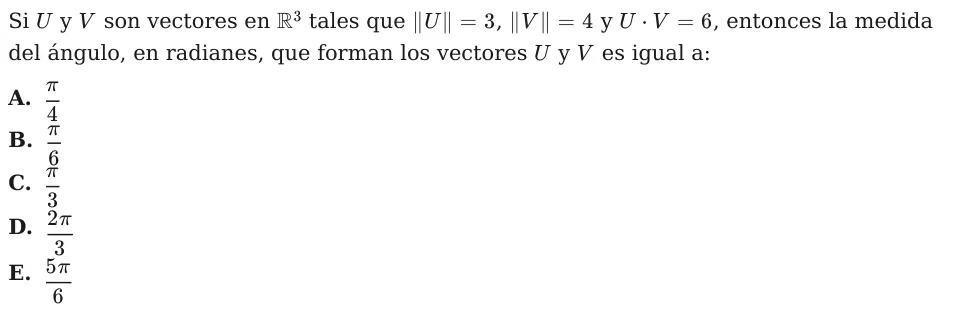 Si U y V son vectores en ℝ³ tales que ‖U‖ = 3, ‖V‖ = 4 y U · V = 6, entonces la medida
del ángulo, en radianes, que forman los vectores U y V es igual a:
A. π/4
B. π/6
C. π/3
D. 2π/3
E. 5π/6